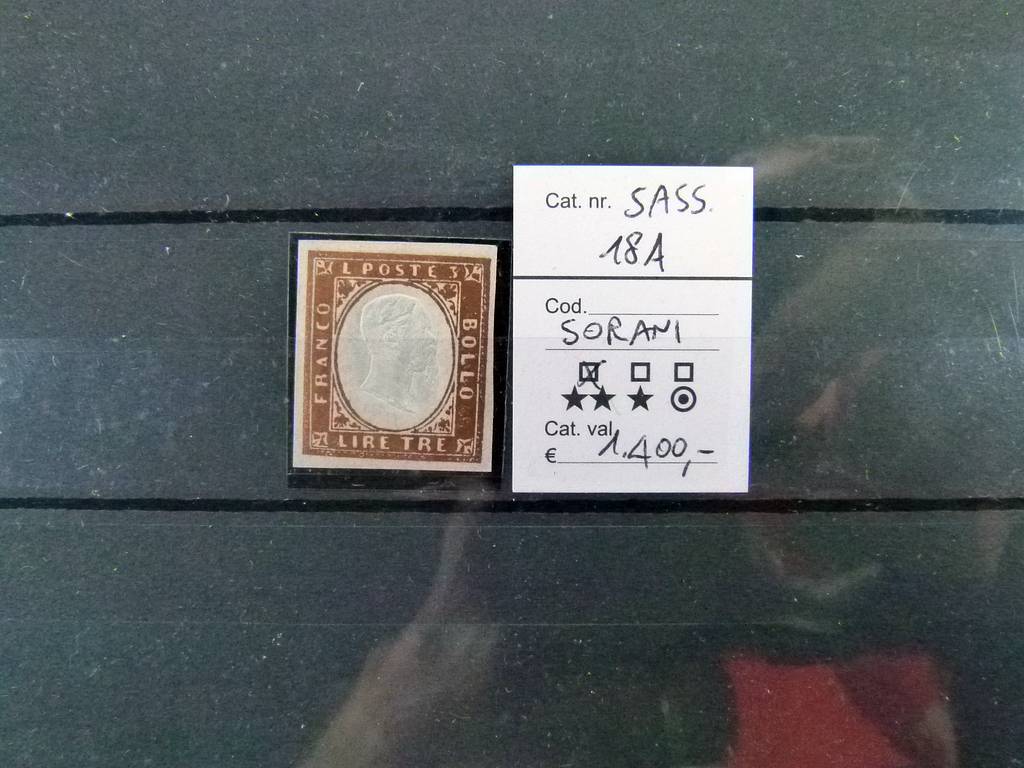 L POSTE 3
FRANCO
BOLLO
LIRE TRE
Cat. nr. SASS.
18A
Cod.
SORANI
Cat. val.
€ 1.400,-